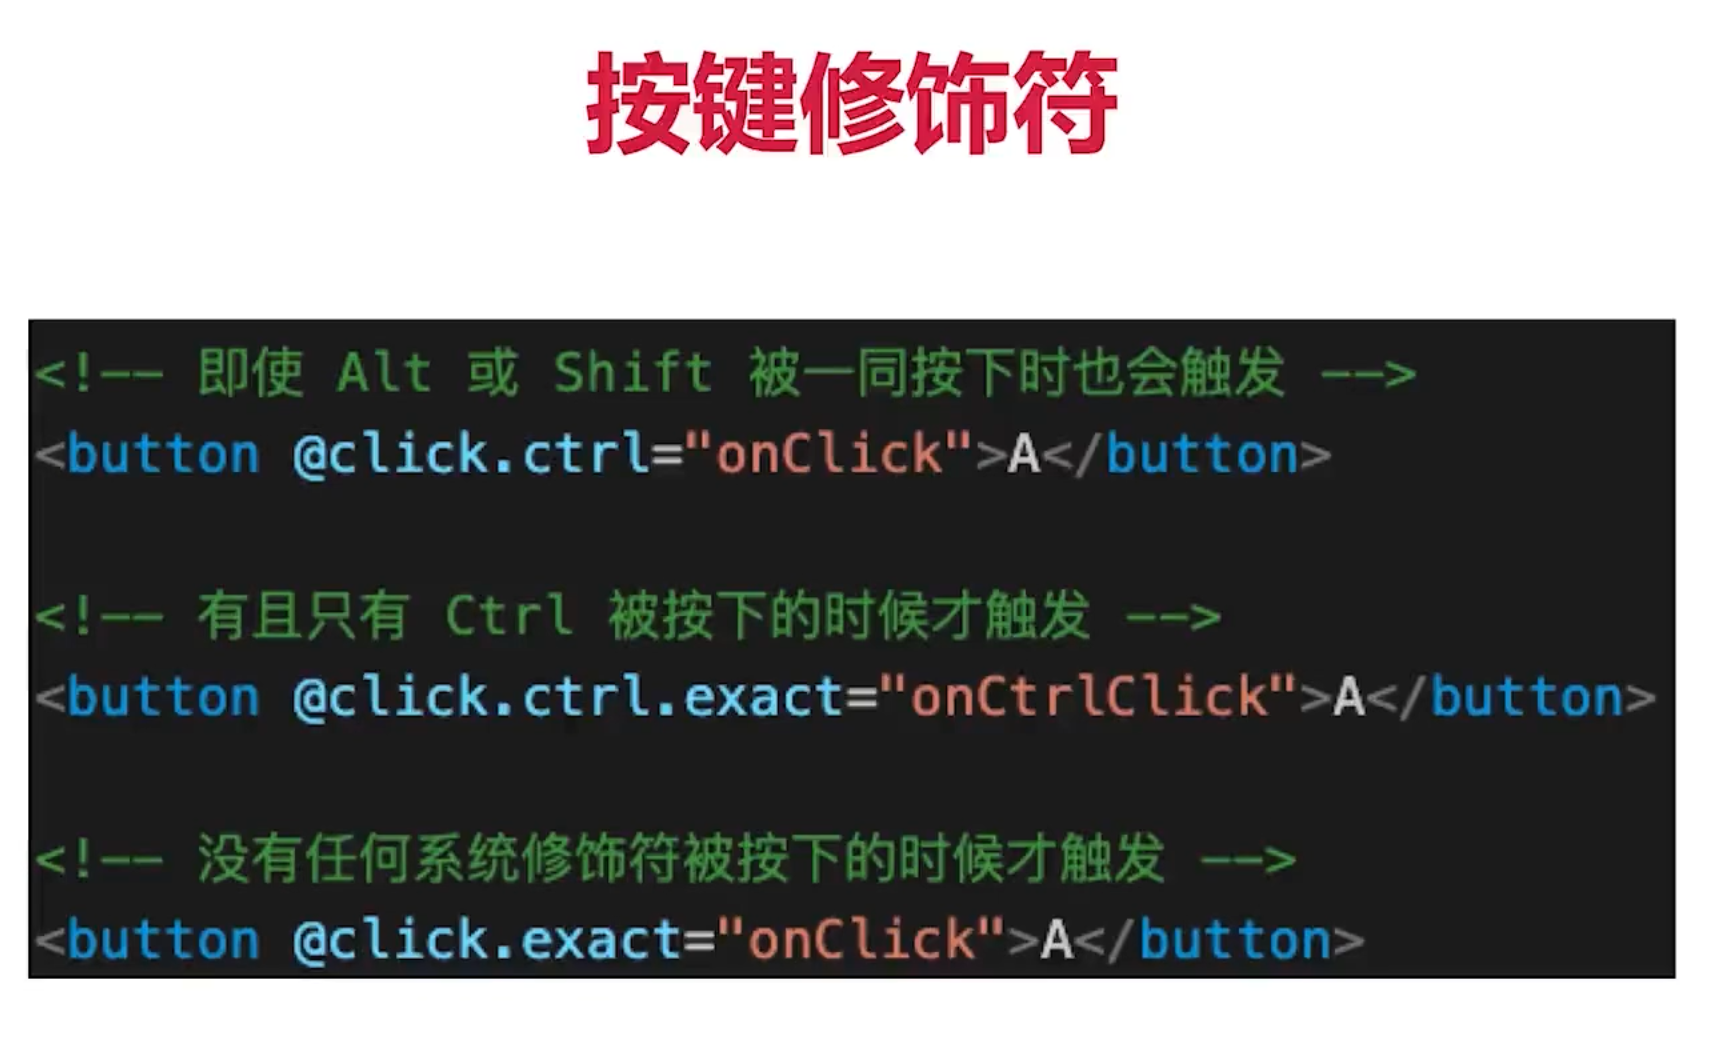 按键修饰符
<!-- 即使 Alt 或 Shift 被一同按下时也会触发 -->
<button @click.ctrl="onClick">A</button>
<!-- 有且只有 Ctrl 被按下的时候才触发 -->
<button @click.ctrl.exact="onCtrlClick">A</button>
<!-- 没有任何系统修饰符被按下的时候才触发 -->
<button @click.exact="onClick">A</button>